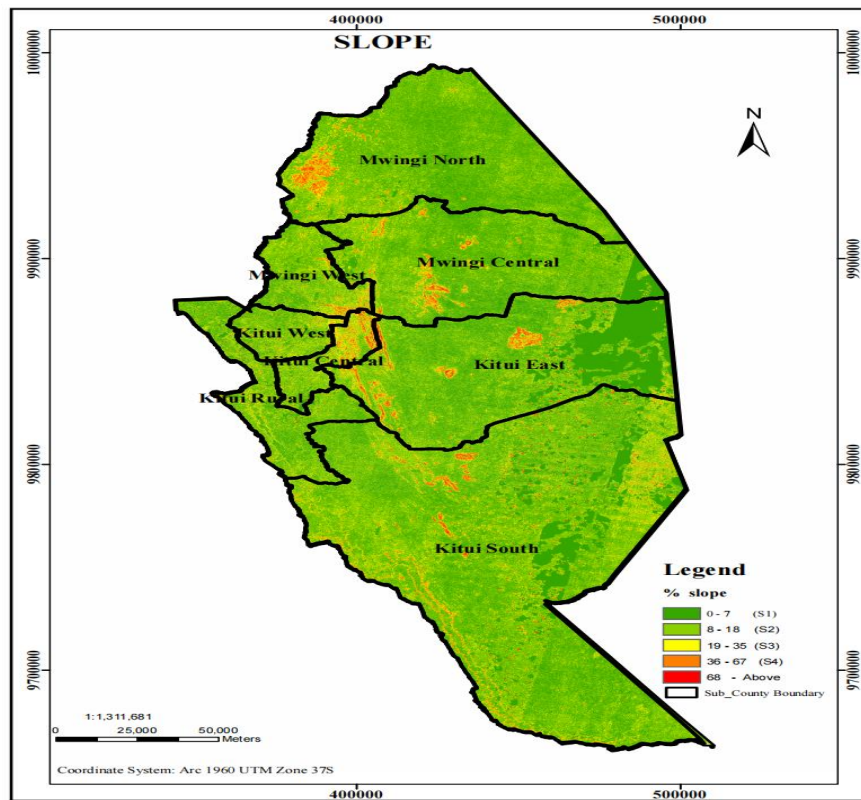 400000
500000
SLOPE
10000000
10000000
N
Mwingi North
9900000
9900000
Mwingi Central
Mwingi West
Kitui West
Kitui Central
Kitui East
Kitui Rural
9800000
9800000
Kitui South
Legend
% slope
0 - 7 (S1)
8 - 18 (S2)
19 - 35 (S3)
36 - 67 (S4)
68 - Above
Sub_County Boundary
9700000
9700000
1:1,311,681
0 25,000 50,000
Meters
Coordinate System: Arc 1960 UTM Zone 37S
400000
500000